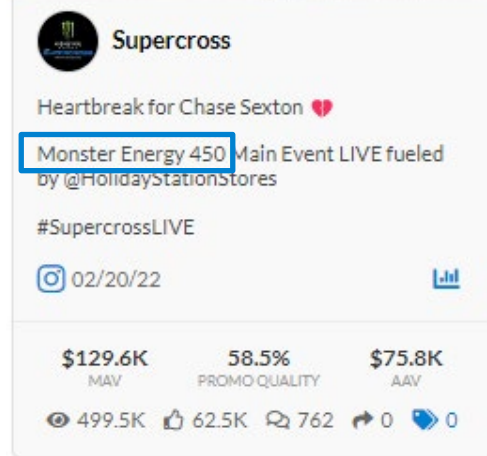 Supercross
Heartbreak for Chase Sexton 💔
Monster Energy 450 Main Event LIVE fueled
by @HolidayStationStores
#SupercrossLIVE
02/20/22
$129.6K 58.5% $75.8K
MAV PROMO QUALITY AAV
499.5K 62.5K 762 0 0